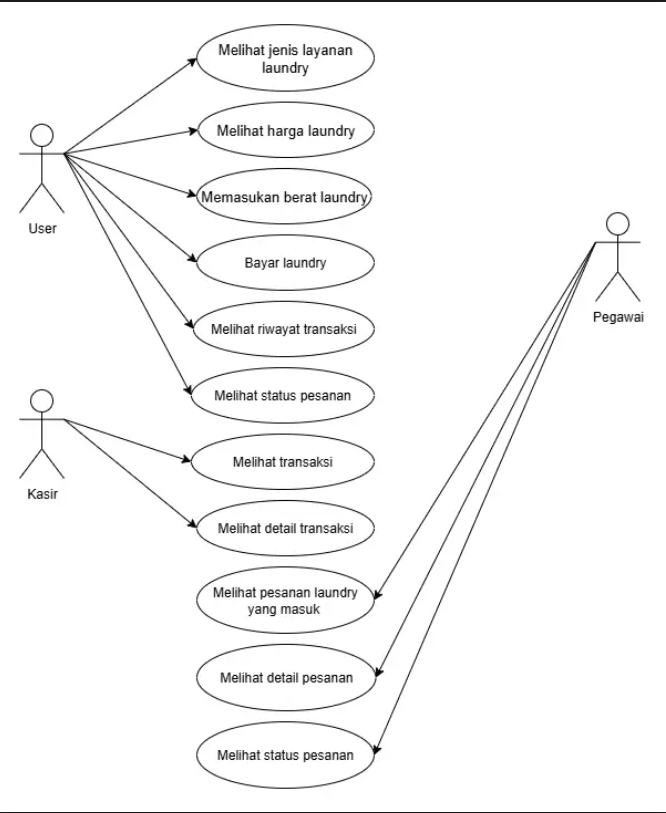 Melihat jenis layanan
laundry
Melihat harga laundry
User
Memasukan berat laundry
Bayar laundry
Pegawai
Melihat riwayat transaksi
Melihat status pesanan
Melihat transaksi
Kasir
Melihat detail transaksi
Melihat pesanan laundry
yang masuk
Melihat detail pesanan
Melihat status pesanan